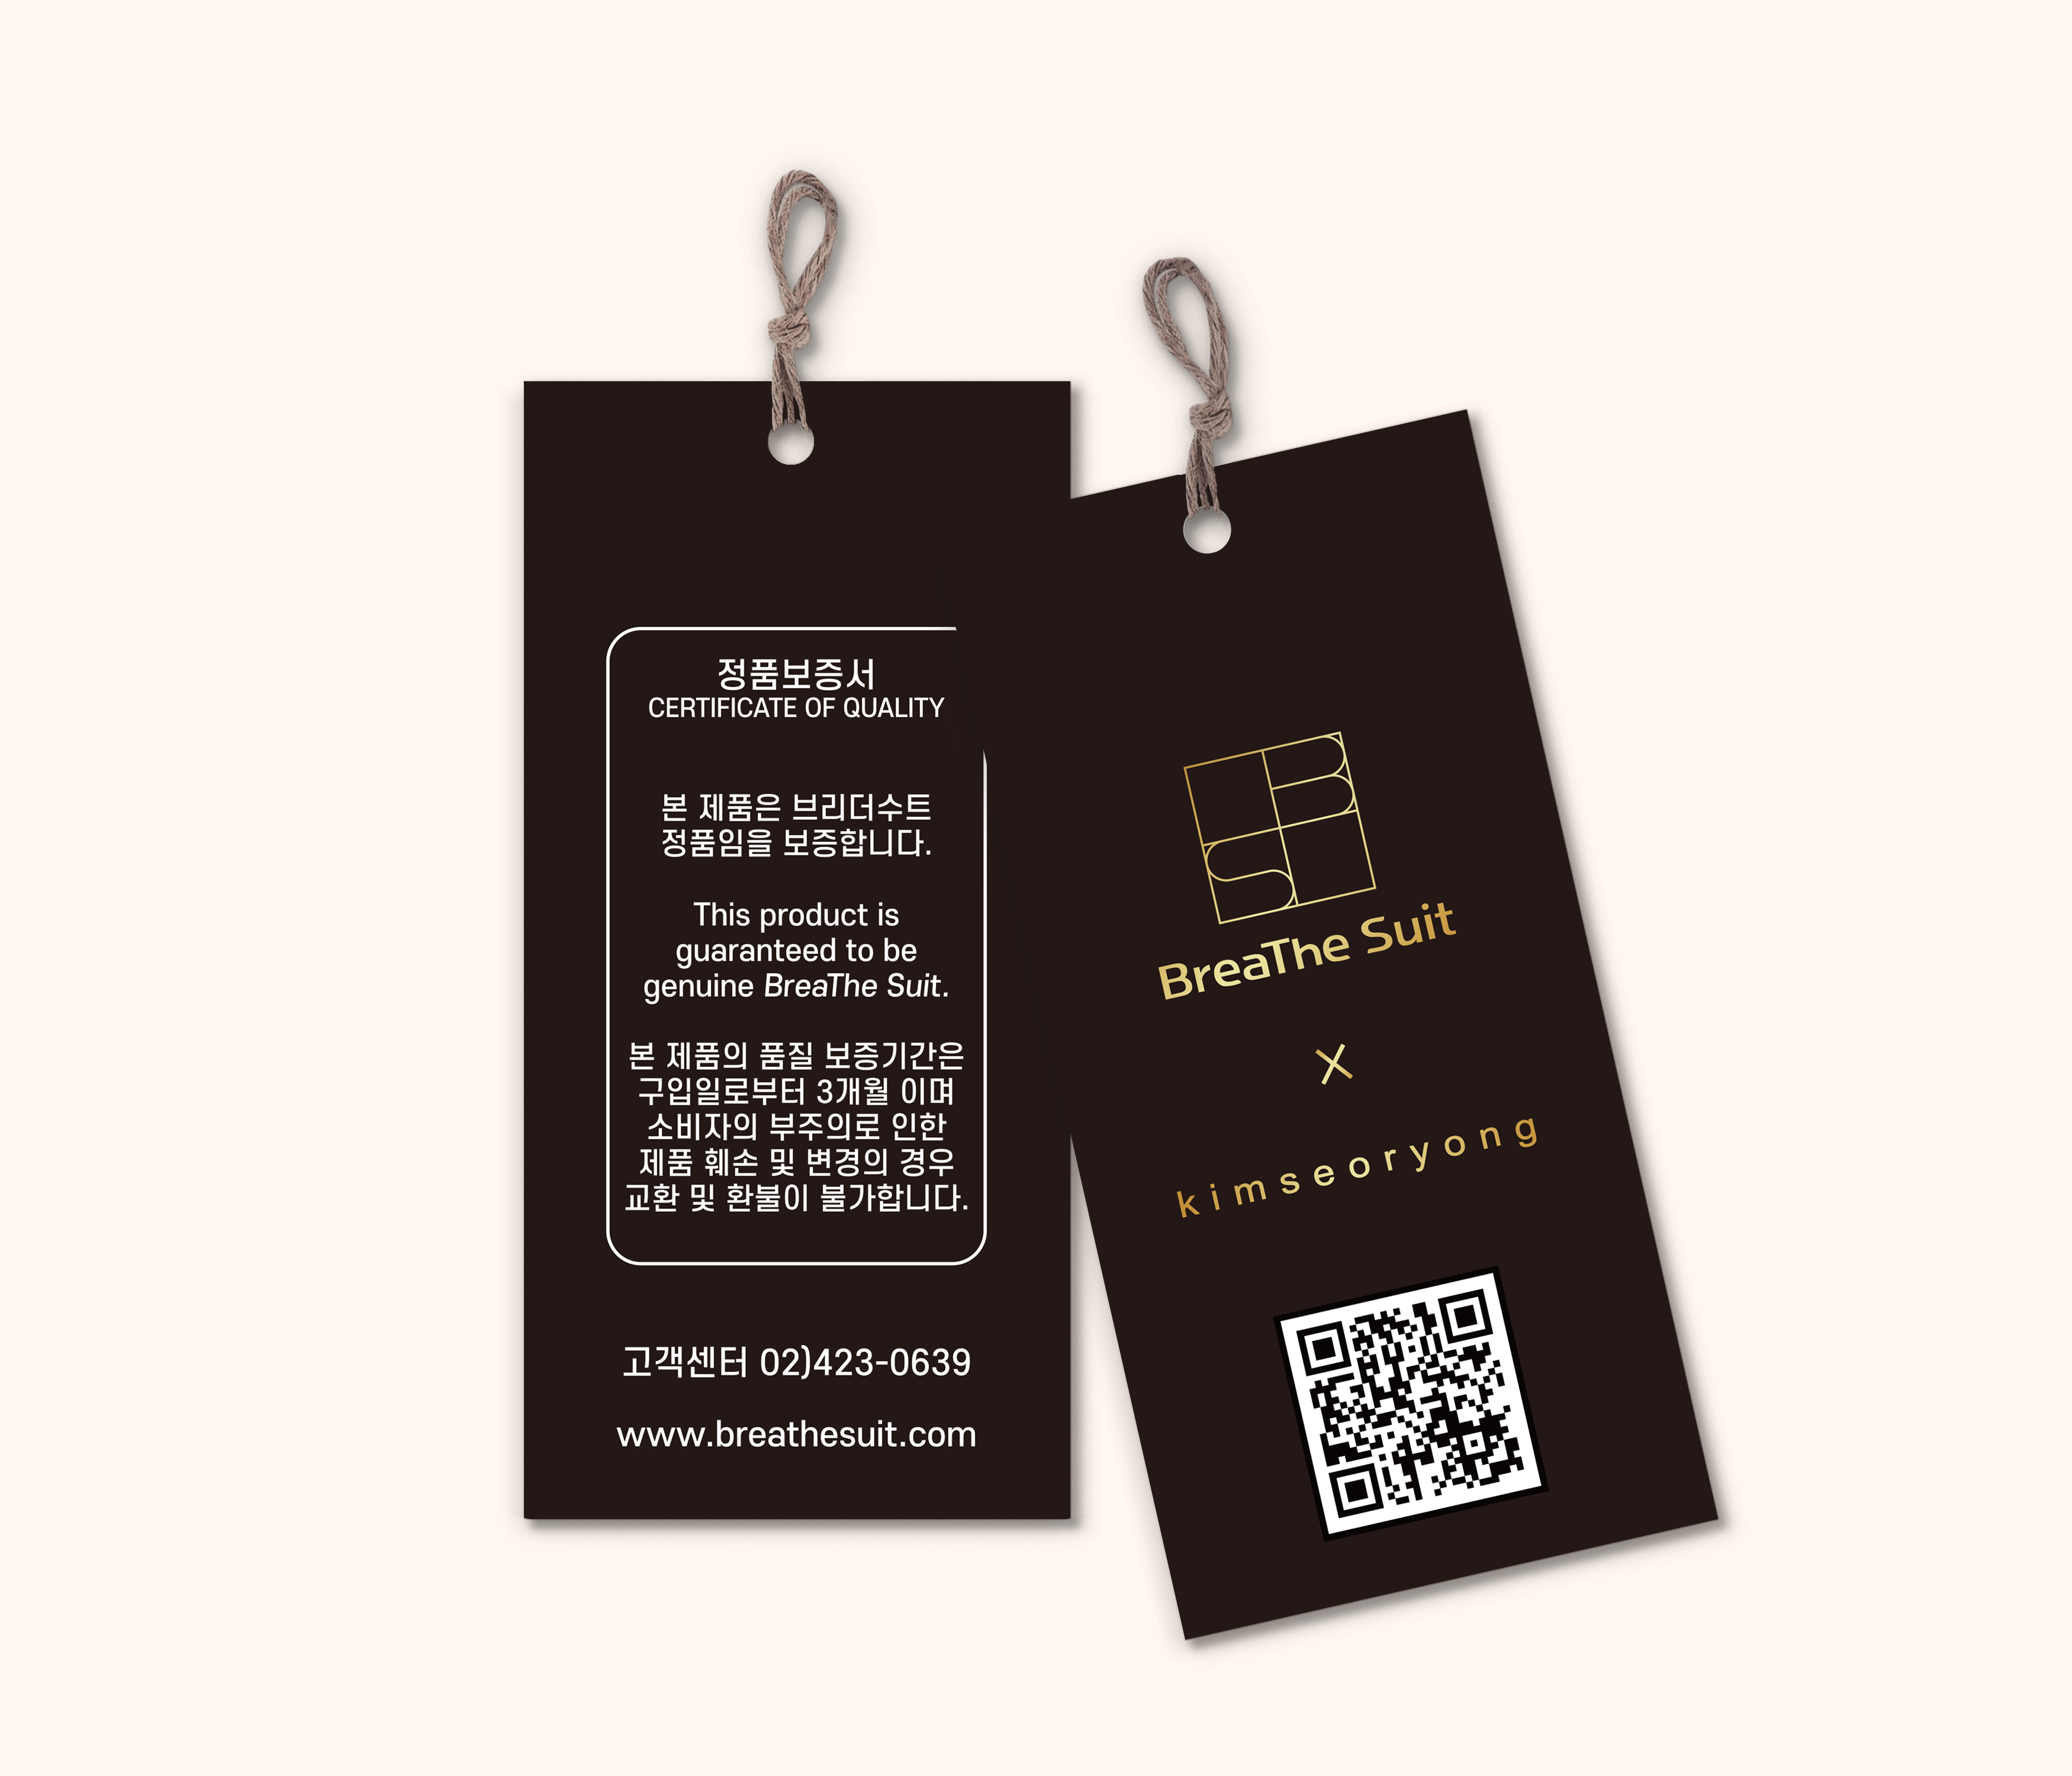 정품보증서
CERTIFICATE OF QUALITY
본 제품은 브리더수트
정품임을 보증합니다.
This product is
guaranteed to be
genuine BreaThe Suit.
본 제품의 품질 보증기간은
구입일로부터 3개월 이며
소비자의 부주의로 인한
제품 훼손 및 변경의 경우
교환 및 환불이 불가합니다.
고객센터 02)423-0639
www.breathesuit.com
BS
BreaThe Suit
X
kimseoryong